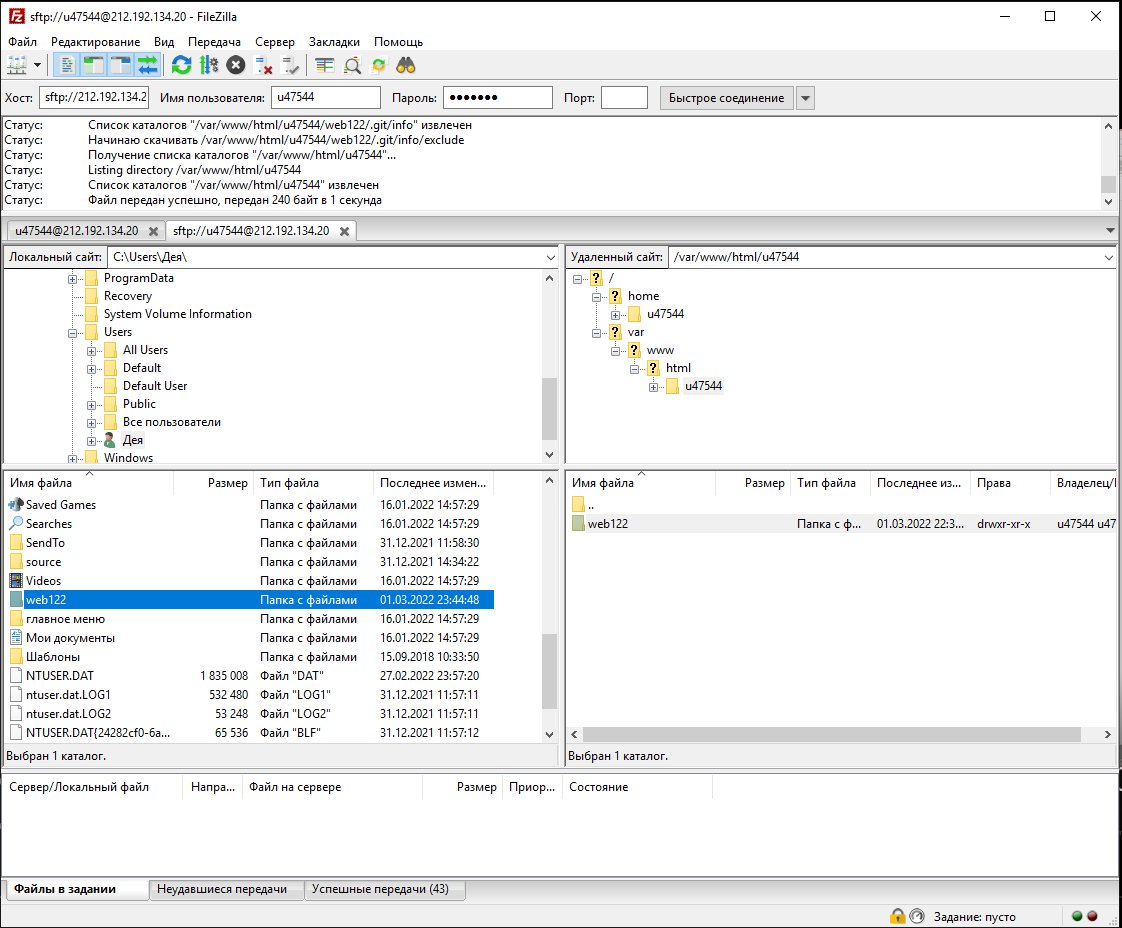 sftp://u47544@212.192.134.20 - FileZilla
Файл Редактирование Вид Передача Сервер Закладки Помощь
Хост: sftp://212.192.134.2 Имя пользователя: u47544 Пароль: ●●●●●●● Порт: Быстрое соединение
Статус: Список каталогов "/var/www/html/u47544/web122/.git/info" извлечен
Статус: Начинаю скачивать /var/www/html/u47544/web122/.git/info/exclude
Статус: Получение списка каталогов "/var/www/html/u47544"...
Статус: Listing directory /var/www/html/u47544
Статус: Список каталогов "/var/www/html/u47544" извлечен
Статус: Файл передан успешно, передан 240 байт в 1 секунда
u47544@212.192.134.20 sftp://u47544@212.192.134.20
Локальный сайт: C:\Users\Дея\
ProgramData
Recovery
System Volume Information
Users
All Users
Default
Default User
Public
Все пользователи
Дея
Windows
Имя файла Размер Тип файла Последнее измен...
Saved Games Папка с файлами 16.01.2022 14:57:29
Searches Папка с файлами 16.01.2022 14:57:29
SendTo Папка с файлами 31.12.2021 11:58:30
source Папка с файлами 31.12.2021 14:34:22
Videos Папка с файлами 16.01.2022 14:57:29
web122 Папка с файлами 01.03.2022 23:44:48
главное меню Папка с файлами 16.01.2022 14:57:29
Мои документы Папка с файлами 16.01.2022 14:57:29
Шаблоны Папка с файлами 15.09.2018 10:33:50
NTUSER.DAT 1 835 008 Файл "DAT" 27.02.2022 23:57:20
ntuser.dat.LOG1 532 480 Файл "LOG1" 31.12.2021 11:57:11
ntuser.dat.LOG2 53 248 Файл "LOG2" 31.12.2021 11:57:11
NTUSER.DAT{24282cf0-6a... 65 536 Файл "BLF" 31.12.2021 11:57:12
Выбран 1 каталог.
Удаленный сайт: /var/www/html/u47544
/
home
u47544
var
www
html
u47544
Имя файла Размер Тип файла Последнее из... Права Владелец/
..
web122 Папка с ф... 01.03.2022 22:3... drwxr-xr-x u47544 u47
Выбран 1 каталог.
Сервер/Локальный файл Напра... Файл на сервере Размер Приор... Состояние
Файлы в задании Неудавшиеся передачи Успешные передачи (43)
Задание: пусто